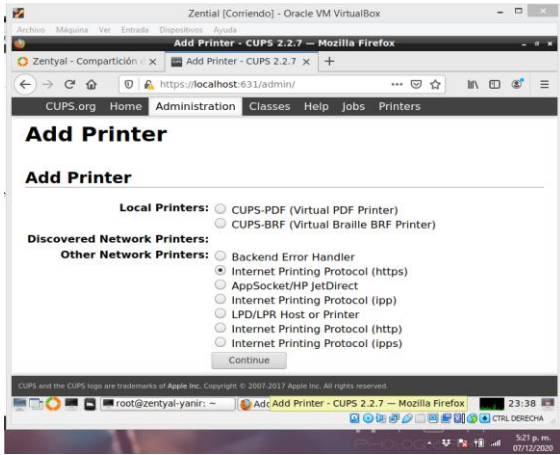 Zential [Corriendo] - Oracle VM VirtualBox
Archivo Máquina Ver Entrada Dispositivos Ayuda
Add Printer - CUPS 2.2.7 — Mozilla Firefox
Zentyal - Compartición
Add Printer - CUPS 2.2.7
https://localhost:631/admin/
CUPS.org Home Administration Classes Help Jobs Printers
Add Printer
Add Printer
Local Printers: CUPS-PDF (Virtual PDF Printer)
CUPS-BRF (Virtual Braille BRF Printer)
Discovered Network Printers:
Other Network Printers: Backend Error Handler
Internet Printing Protocol (https)
AppSocket/HP JetDirect
Internet Printing Protocol (ipp)
LPD/LPR Host or Printer
Internet Printing Protocol (http)
Internet Printing Protocol (ipps)
Continue
CUPS and the CUPS logo are trademarks of Apple Inc. Copyright © 2007-2017 Apple Inc. All rights reserved.
root@zentyal-yanir: ~
Add Printer - CUPS 2.2.7 — Mozilla Firefox
23:38
CTRL DERECHA
5:21 p. m.
07/12/2020